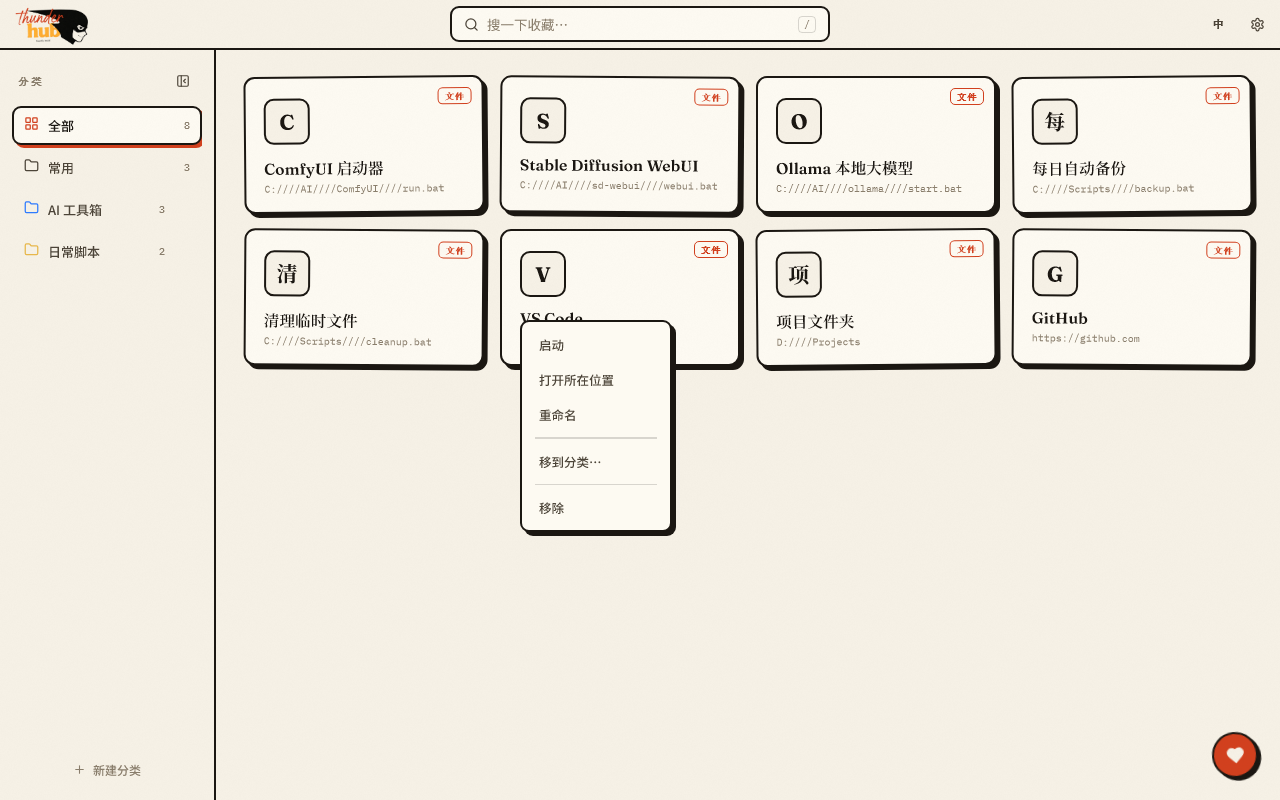 thunder
hub
搜一下收藏…
/
中
分类
全部
8
常用
3
AI 工具箱
3
日常脚本
2
新建分类
文件
C
ComfyUI 启动器
C:////AI////ComfyUI////run.bat
文件
S
Stable Diffusion WebUI
C:////AI////sd-webui////webui.bat
文件
O
Ollama 本地大模型
C:////AI////ollama////start.bat
文件
每
每日自动备份
C:////Scripts////backup.bat
文件
清
清理临时文件
C:////Scripts////cleanup.bat
文件
V
VS Code
文件
项
项目文件夹
D:////Projects
文件
G
GitHub
https://github.com
启动
打开所在位置
重命名
移到分类…
移除